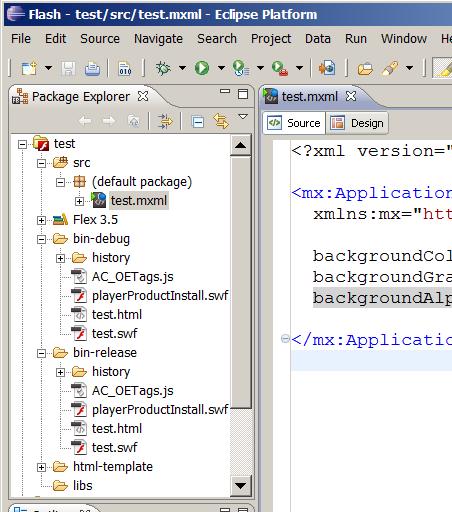 Flash - test/src/test.mxml - Eclipse Platform
File Edit Source Navigate Search Project Data Run Window
010
Package Explorer
test
src
(default package)
test.mxml
Flex 3.5
bin-debug
history
AC_OETags.js
playerProductInstall.swf
test.html
test.swf
bin-release
history
AC_OETags.js
playerProductInstall.swf
test.html
test.swf
html-template
libs
test.mxml
Source Design
<?xml version="
<mx:Application
xmlns:mx="htt
backgroundCol
backgroundGra
backgroundAlp
</mx:Applicatio